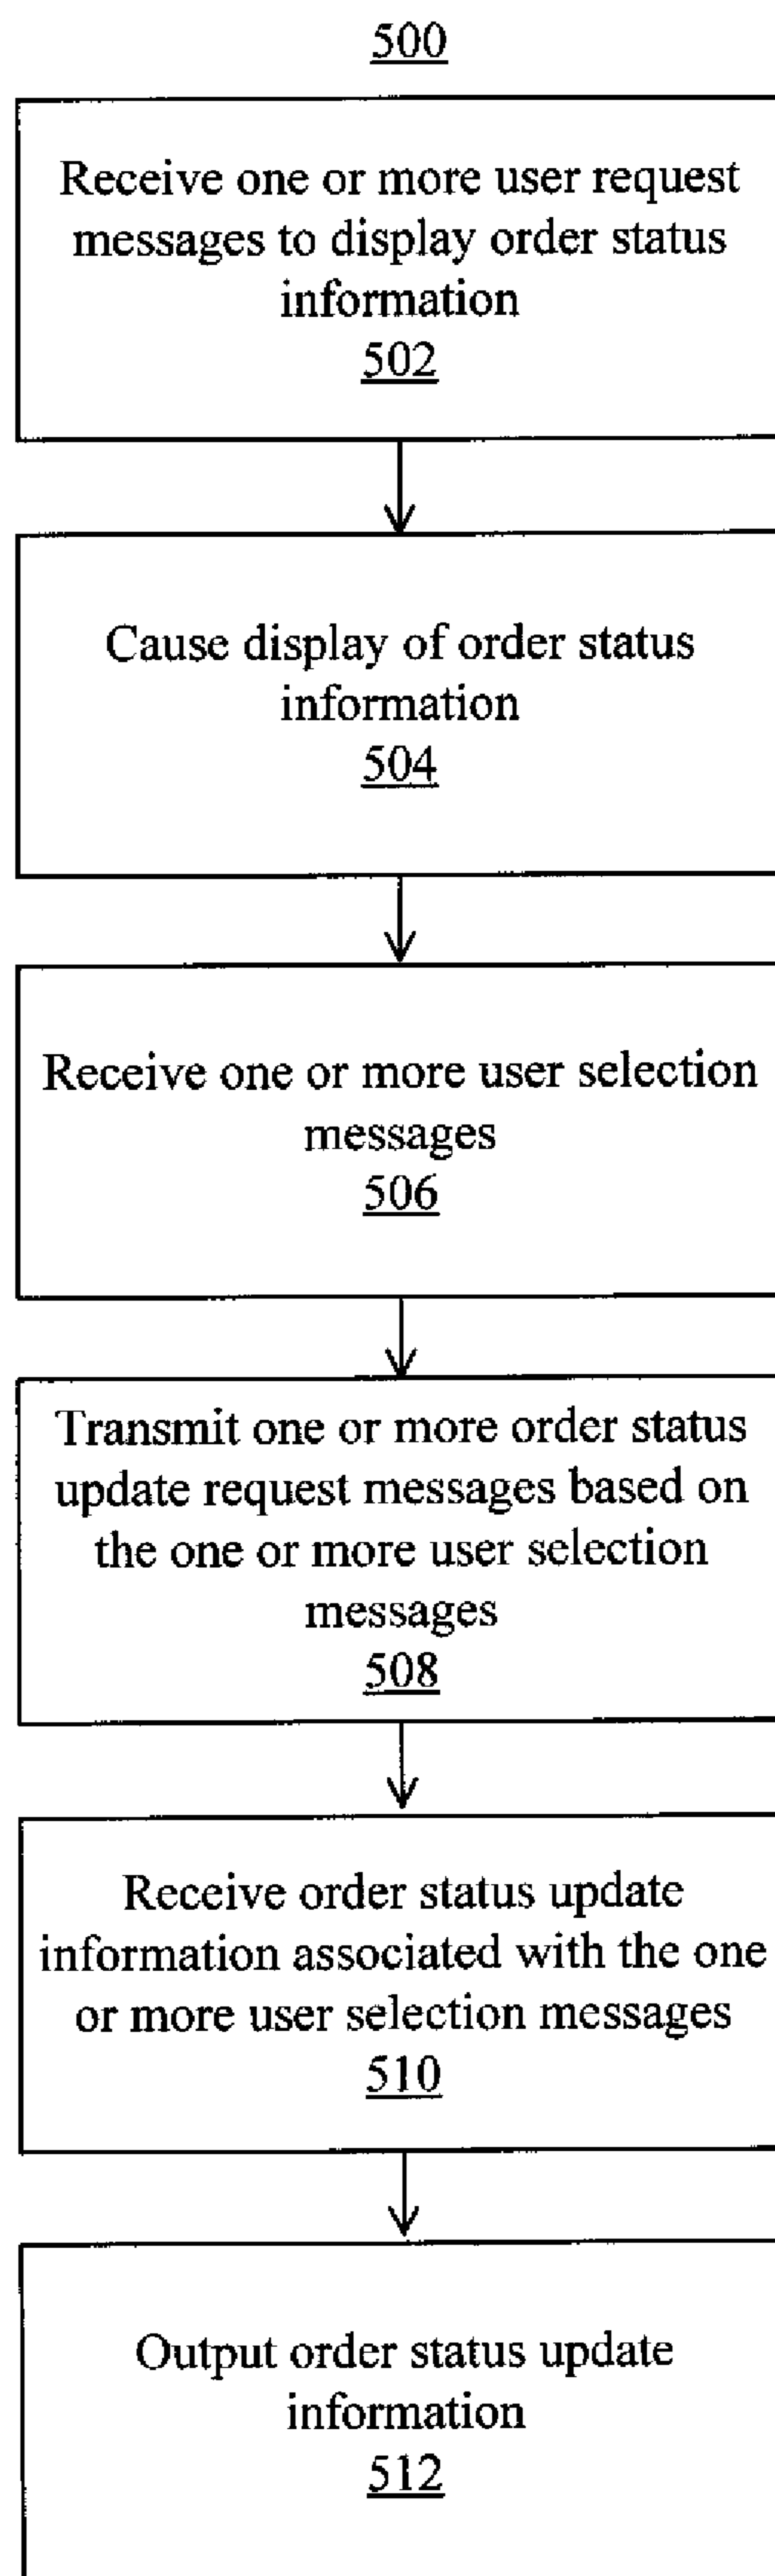 500
Receive one or more user request
messages to display order status
information
502
Cause display of order status
information
504
Receive one or more user selection
messages
506
Transmit one or more order status
update request messages based on
the one or more user selection
messages
508
Receive order status update
information associated with the one
or more user selection messages
510
Output order status update
information
512